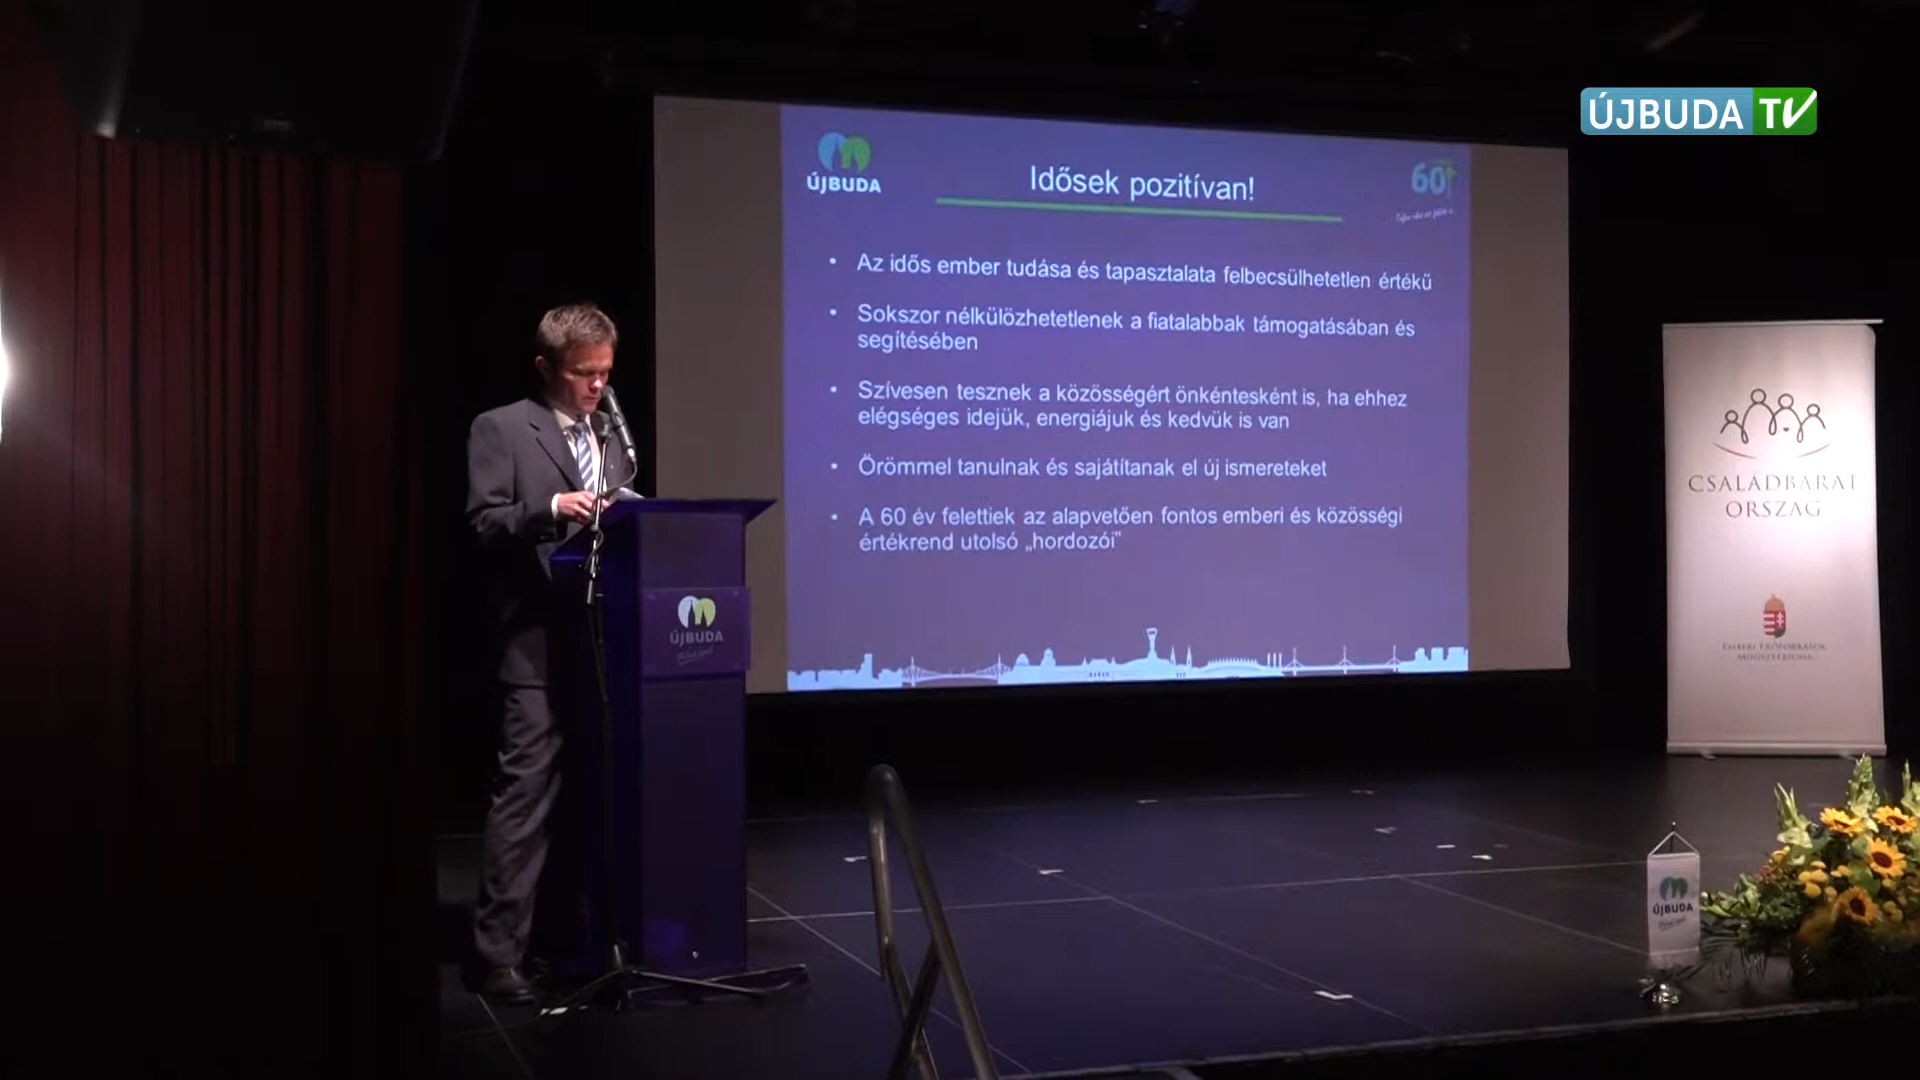 ÚJBUDA TV
ÚJBUDA
Idősek pozitívan!
60+
• Az idős ember tudása és tapasztalata felbecsülhetetlen értékű
• Sokszor nélkülözhetetlenek a fiatalabbak támogatásában és
segítésében
• Szívesen tesznek a közösségért önkéntesként is, ha ehhez
elégséges idejük, energiájuk és kedvük is van
• Örömmel tanulnak és sajátítanak el új ismereteket
• A 60 év felettiek az alapvetően fontos emberi és közösségi
értékrend utolsó „hordozói”
CSALÁDBARÁT
ORSZÁG
EMBERI ERŐFORRÁSOK
MINISZTÉRIUMA
ÚJBUDA
ÚJBUDA